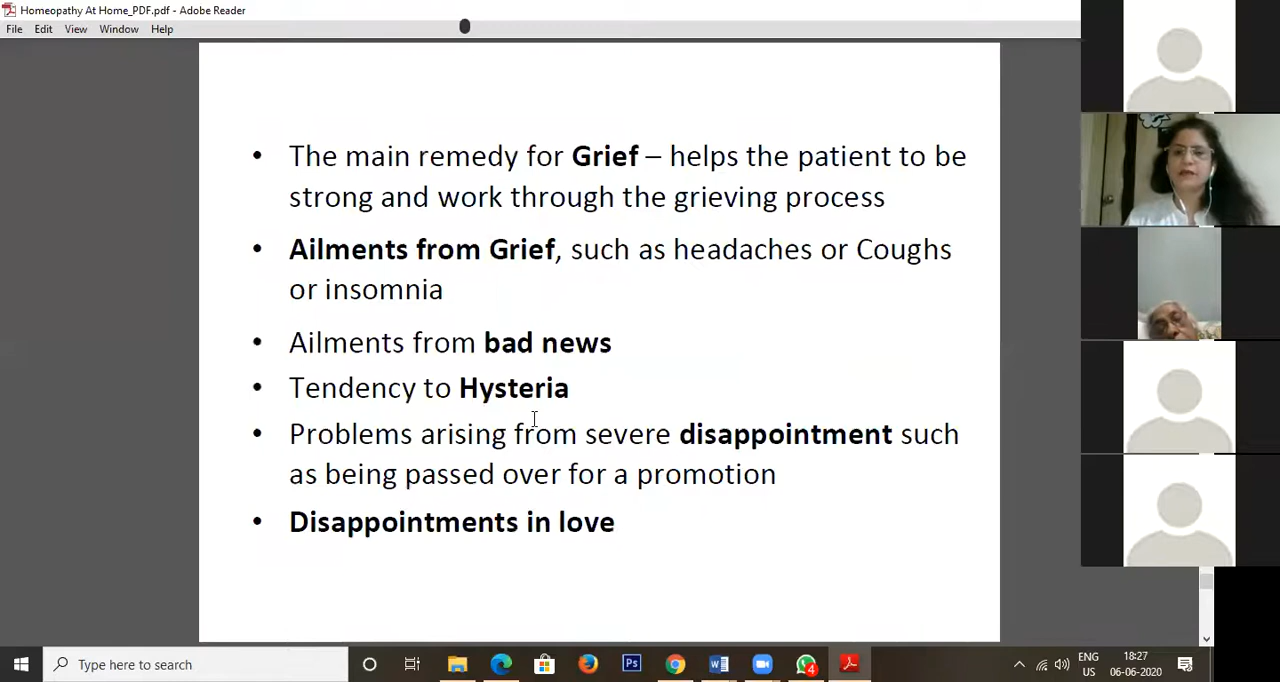 Homeopathy At Home_PDF.pdf - Adobe Reader
File Edit View Window Help
• The main remedy for Grief – helps the patient to be
strong and work through the grieving process
• Ailments from Grief, such as headaches or Coughs
or insomnia
• Ailments from bad news
• Tendency to Hysteria
• Problems arising from severe disappointment such
as being passed over for a promotion
• Disappointments in love
Type here to search
Ps
4
ENG
US
18:27
06-06-2020